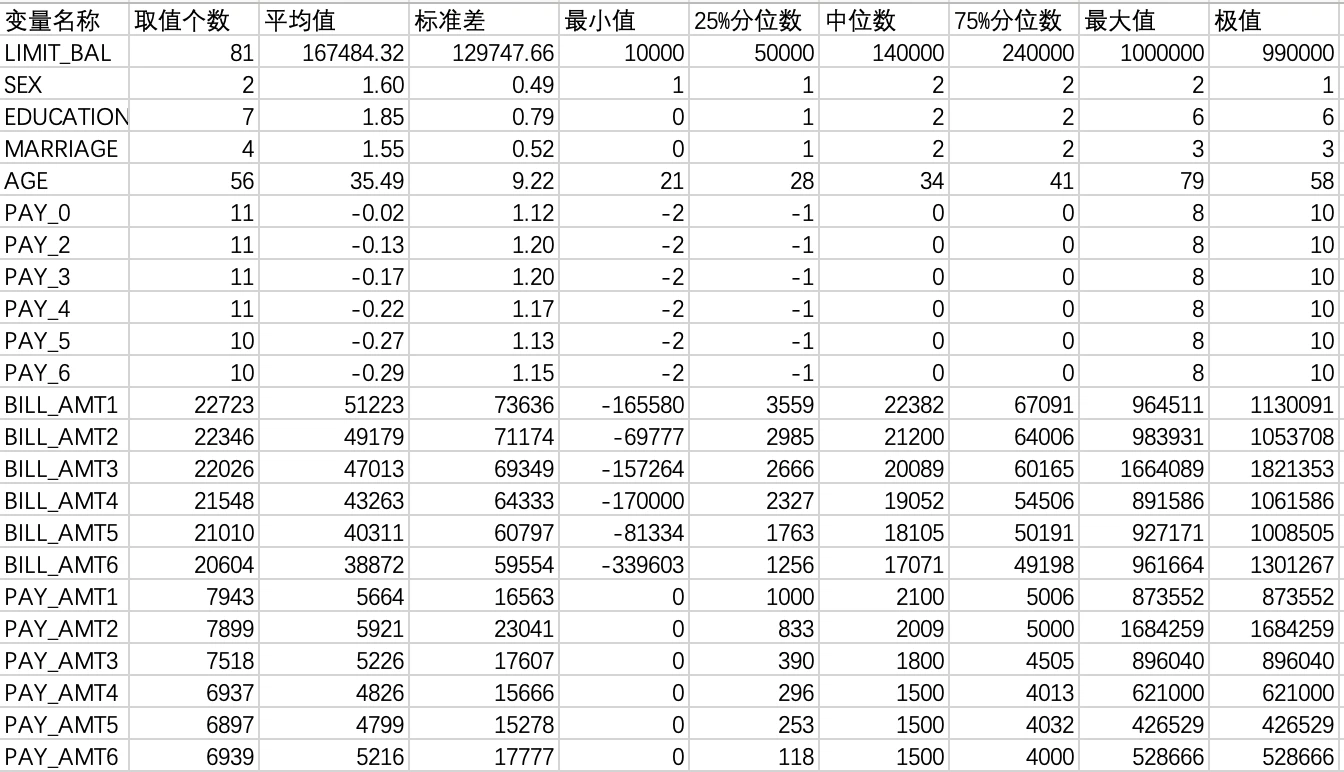 变量名称 取值个数 平均值 标准差 最小值 25%分位数 中位数 75%分位数 最大值 极值
LIMIT_BAL 81 167484.32 129747.66 10000 50000 140000 240000 1000000 990000
SEX 2 1.60 0.49 1 1 2 2 2 1
EDUCATION 7 1.85 0.79 0 1 2 2 6 6
MARRIAGE 4 1.55 0.52 0 1 2 2 3 3
AGE 56 35.49 9.22 21 28 34 41 79 58
PAY_0 11 -0.02 1.12 -2 -1 0 0 8 10
PAY_2 11 -0.13 1.20 -2 -1 0 0 8 10
PAY_3 11 -0.17 1.20 -2 -1 0 0 8 10
PAY_4 11 -0.22 1.17 -2 -1 0 0 8 10
PAY_5 10 -0.27 1.13 -2 -1 0 0 8 10
PAY_6 10 -0.29 1.15 -2 -1 0 0 8 10
BILL_AMT1 22723 51223 73636 -165580 3559 22382 67091 964511 1130091
BILL_AMT2 22346 49179 71174 -69777 2985 21200 64006 983931 1053708
BILL_AMT3 22026 47013 69349 -157264 2666 20089 60165 1664089 1821353
BILL_AMT4 21548 43263 64333 -170000 2327 19052 54506 891586 1061586
BILL_AMT5 21010 40311 60797 -81334 1763 18105 50191 927171 1008505
BILL_AMT6 20604 38872 59554 -339603 1256 17071 49198 961664 1301267
PAY_AMT1 7943 5664 16563 0 1000 2100 5006 873552 873552
PAY_AMT2 7899 5921 23041 0 833 2009 5000 1684259 1684259
PAY_AMT3 7518 5226 17607 0 390 1800 4505 896040 896040
PAY_AMT4 6937 4826 15666 0 296 1500 4013 621000 621000
PAY_AMT5 6897 4799 15278 0 253 1500 4032 426529 426529
PAY_AMT6 6939 5216 17777 0 118 1500 4000 528666 528666